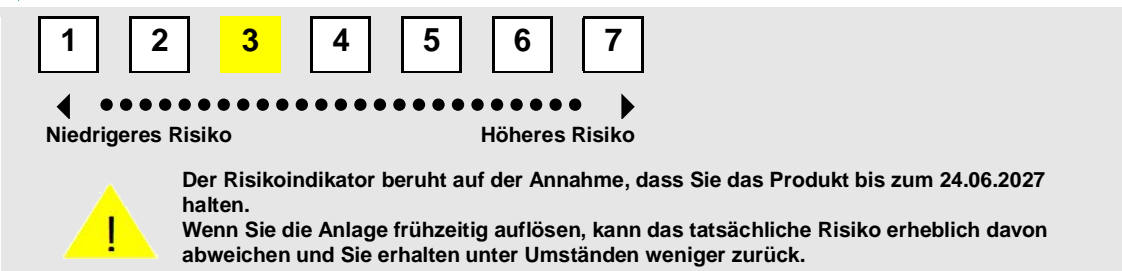 1 2 3 4 5 6 7
Niedrigeres Risiko Höheres Risiko
Der Risikoindikator beruht auf der Annahme, dass Sie das Produkt bis zum 24.06.2027
halten.
Wenn Sie die Anlage frühzeitig auflösen, kann das tatsächliche Risiko erheblich davon
abweichen und Sie erhalten unter Umständen weniger zurück.
!